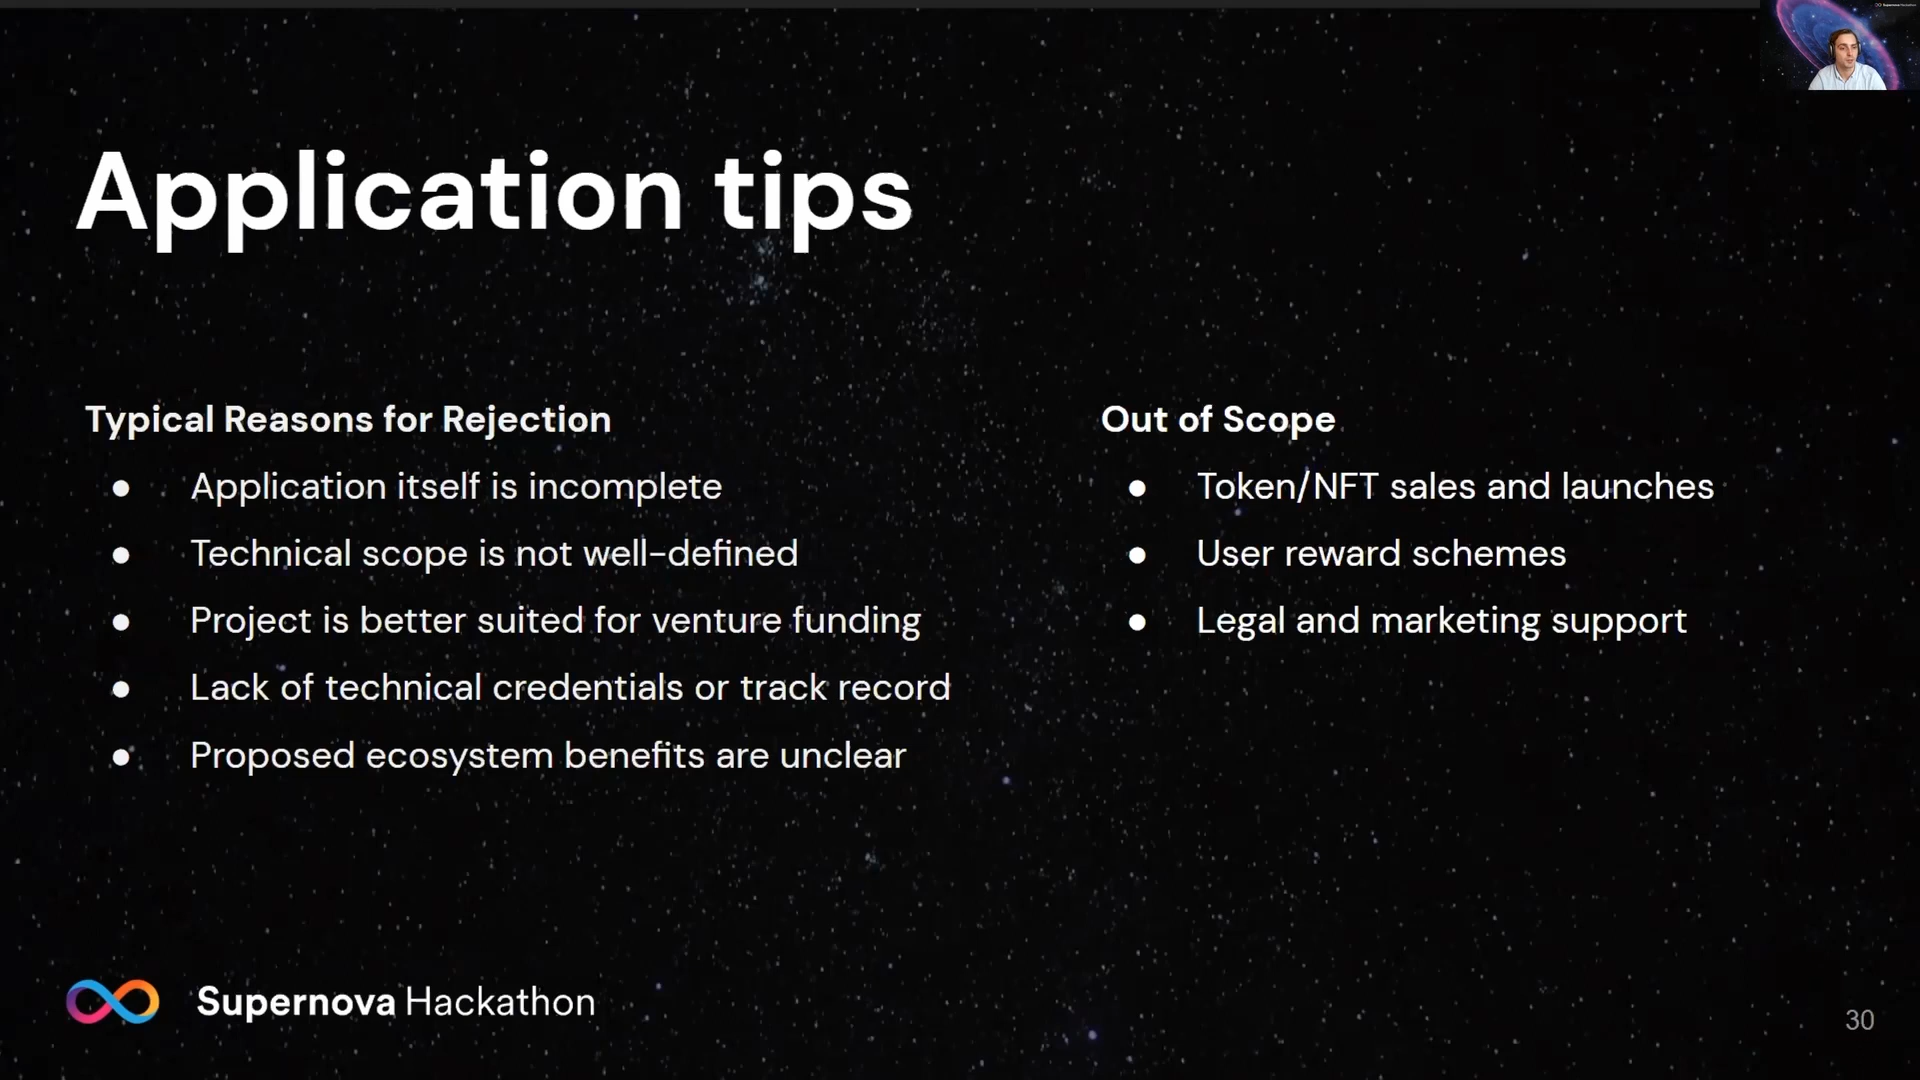 Application tips
Typical Reasons for Rejection
● Application itself is incomplete
● Technical scope is not well-defined
● Project is better suited for venture funding
● Lack of technical credentials or track record
● Proposed ecosystem benefits are unclear
Out of Scope
● Token/NFT sales and launches
● User reward schemes
● Legal and marketing support
Supernova Hackathon
30